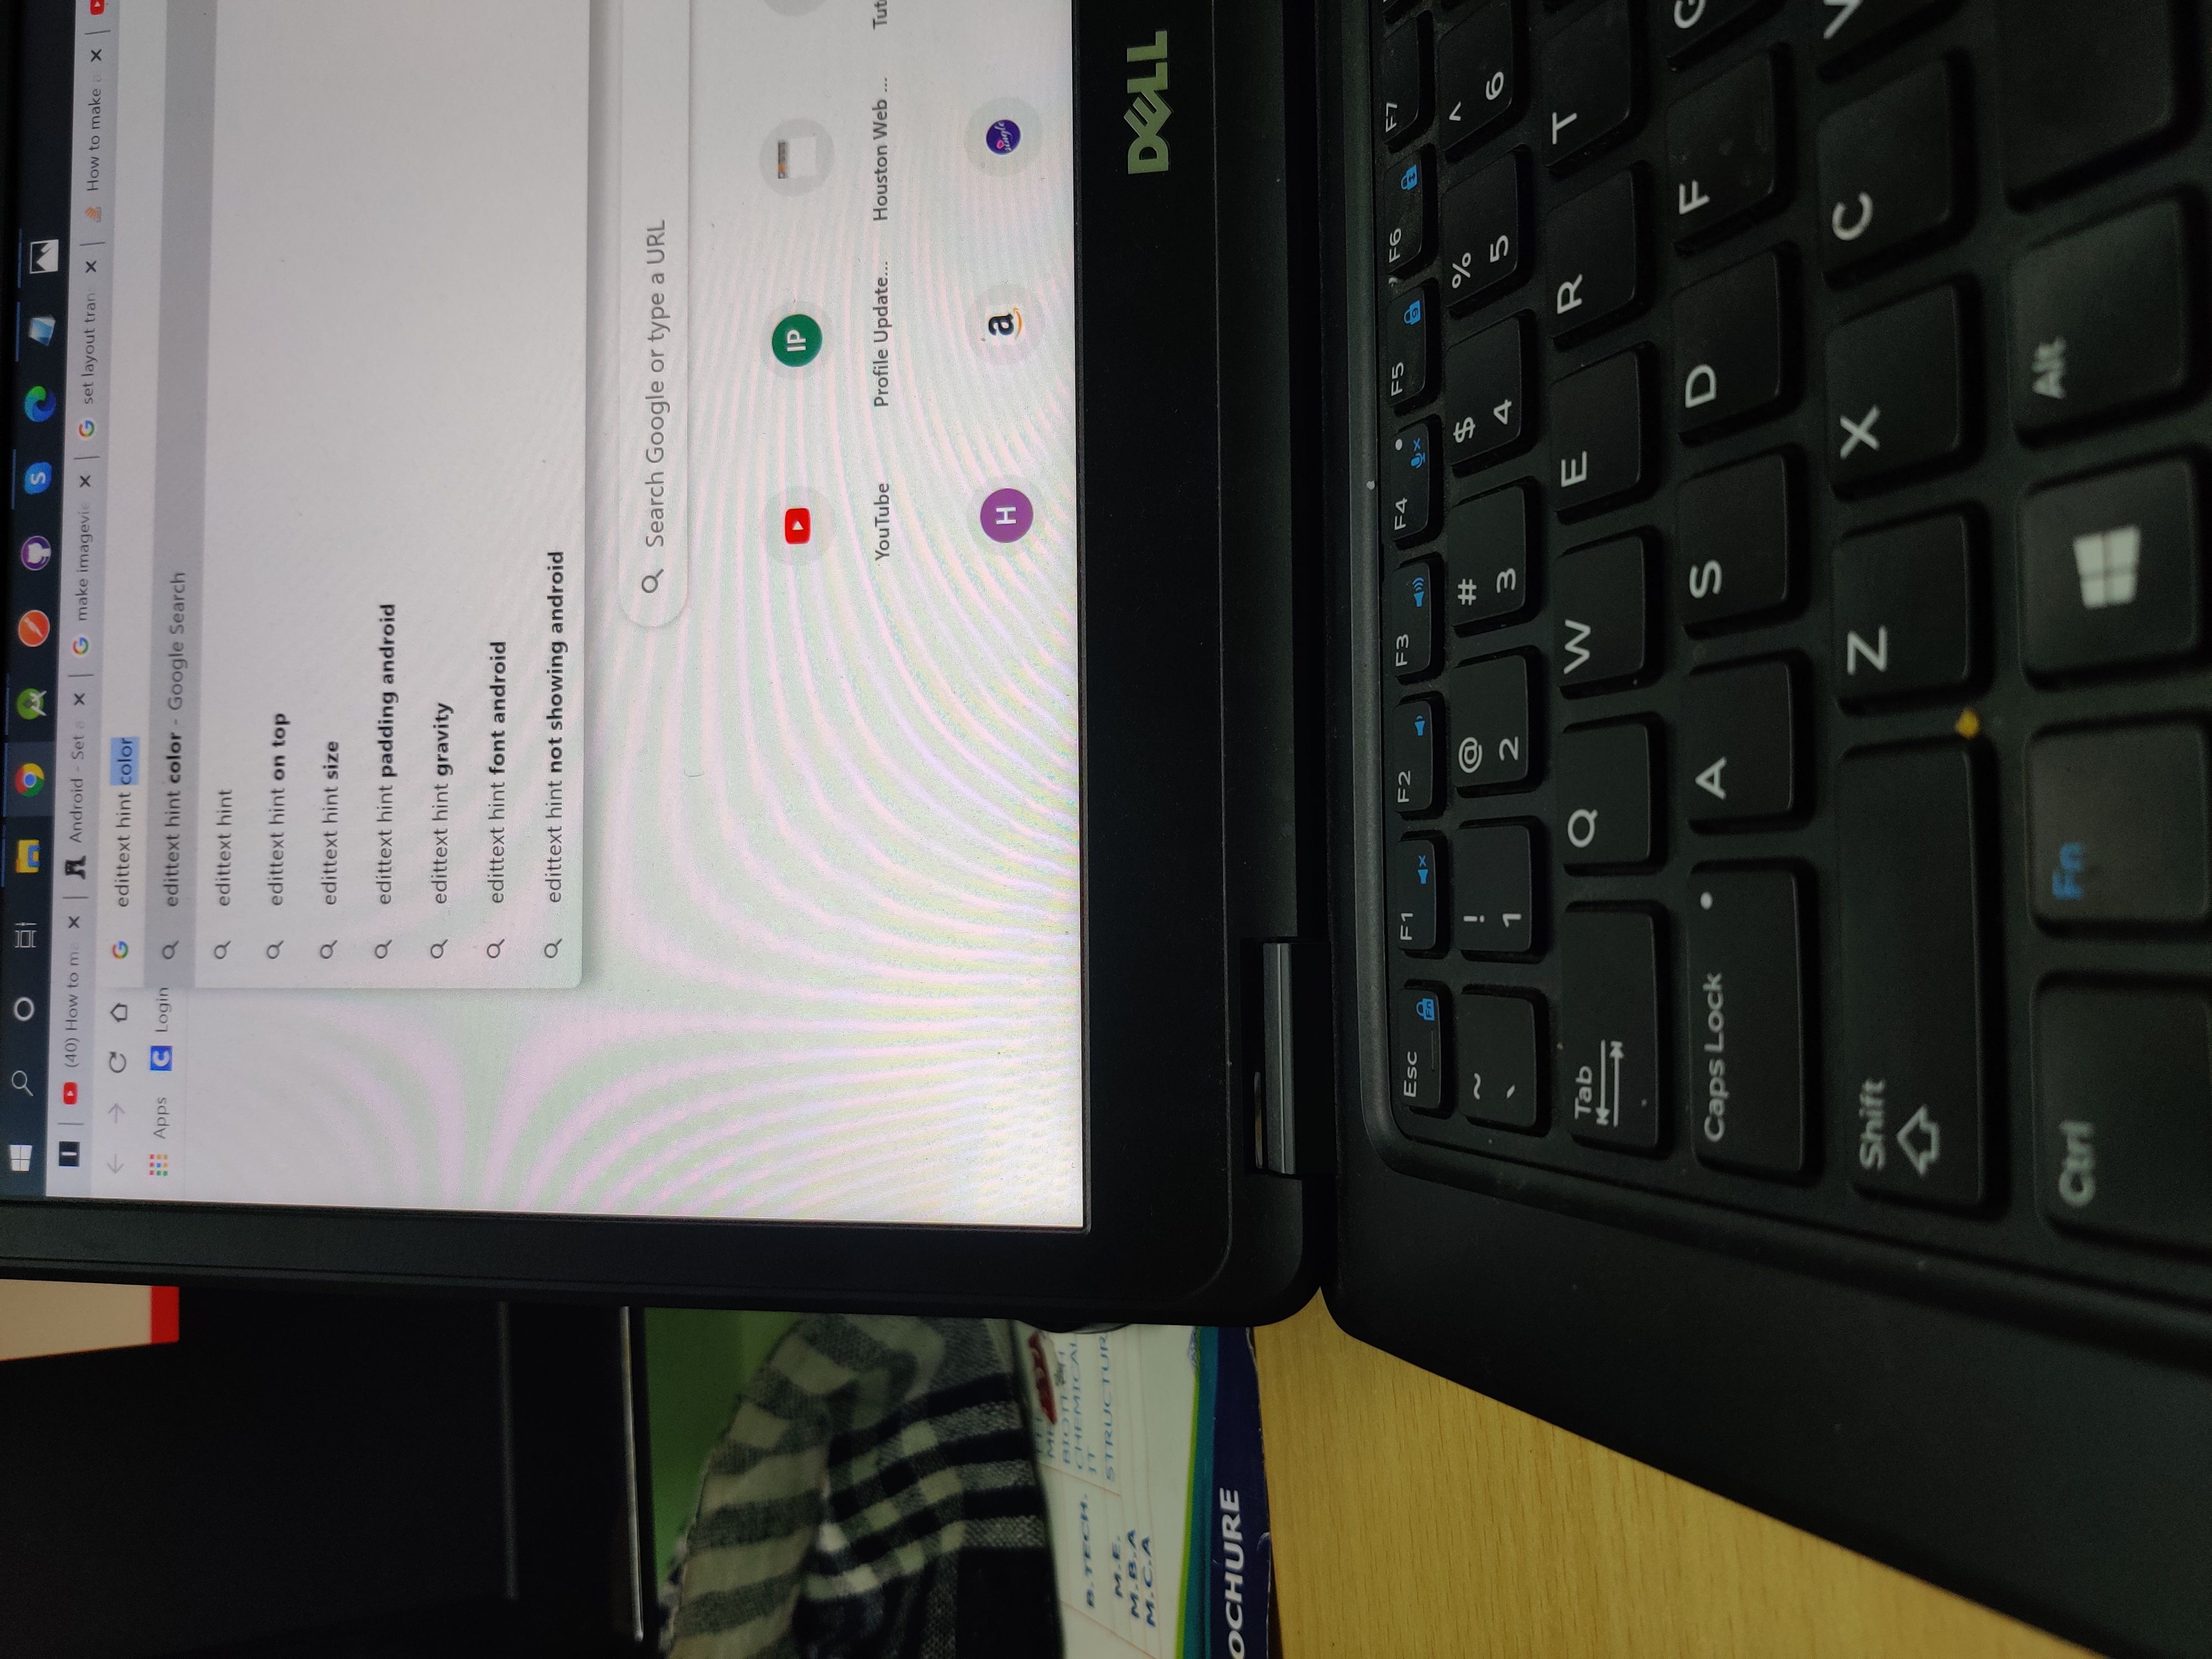 (40) How to m
Android - Set a
make imagevie
set layout tran
How to make a
edittext hint color
Apps
Login
edittext hint color - Google Search
edittext hint
edittext hint on top
edittext hint size
edittext hint padding android
edittext hint gravity
edittext hint font android
edittext hint not showing android
Search Google or type a URL
IP
YouTube
Profile Update...
Houston Web ...
Tut
H
a
single
DELL
Esc F1 F2 F3 F4 F5 F6 F7
~ ! @ # $ % ^
` 1 2 3 4 5 6
Tab Q W E R T
Caps Lock A S D F G
Shift Z X C V
Ctrl Fn Alt
B.TECH.
M.E.
M.B.A
M.C.A
CHEMICAL
IT
STRUCTUR
OCHURE